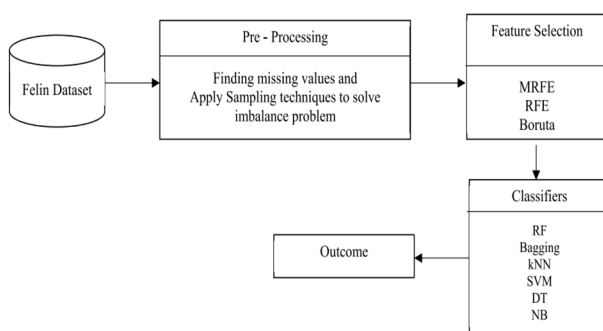 Felin Dataset
Pre - Processing
Finding missing values and
Apply Sampling techniques to solve
imbalance problem
Feature Selection
MRFE
RFE
Boruta
Classifiers
RF
Bagging
kNN
SVM
DT
NB
Outcome